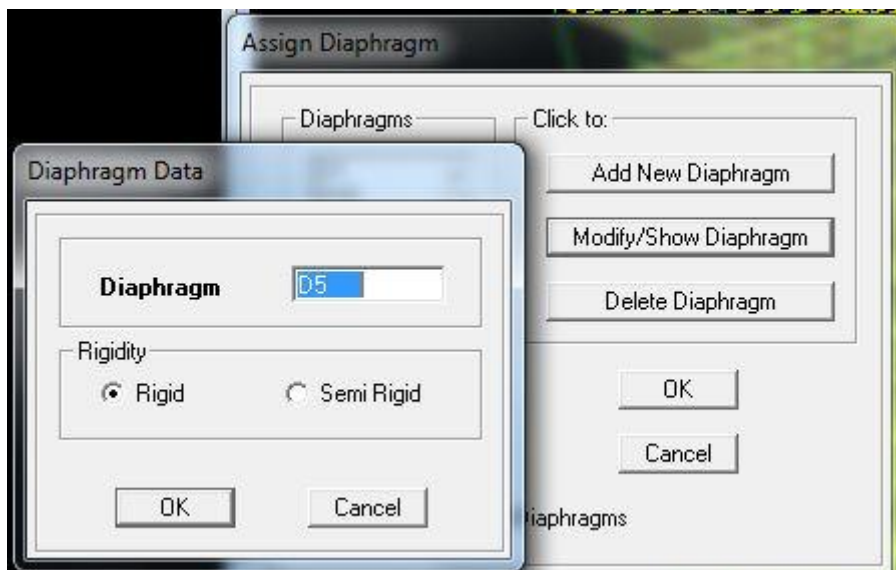 Assign Diaphragm
Diaphragms
Click to:
Add New Diaphragm
Modify/Show Diaphragm
Delete Diaphragm
OK
Cancel
Diaphragms
Diaphragm Data
Diaphragm
D5
Rigidity
Rigid
Semi Rigid
OK
Cancel